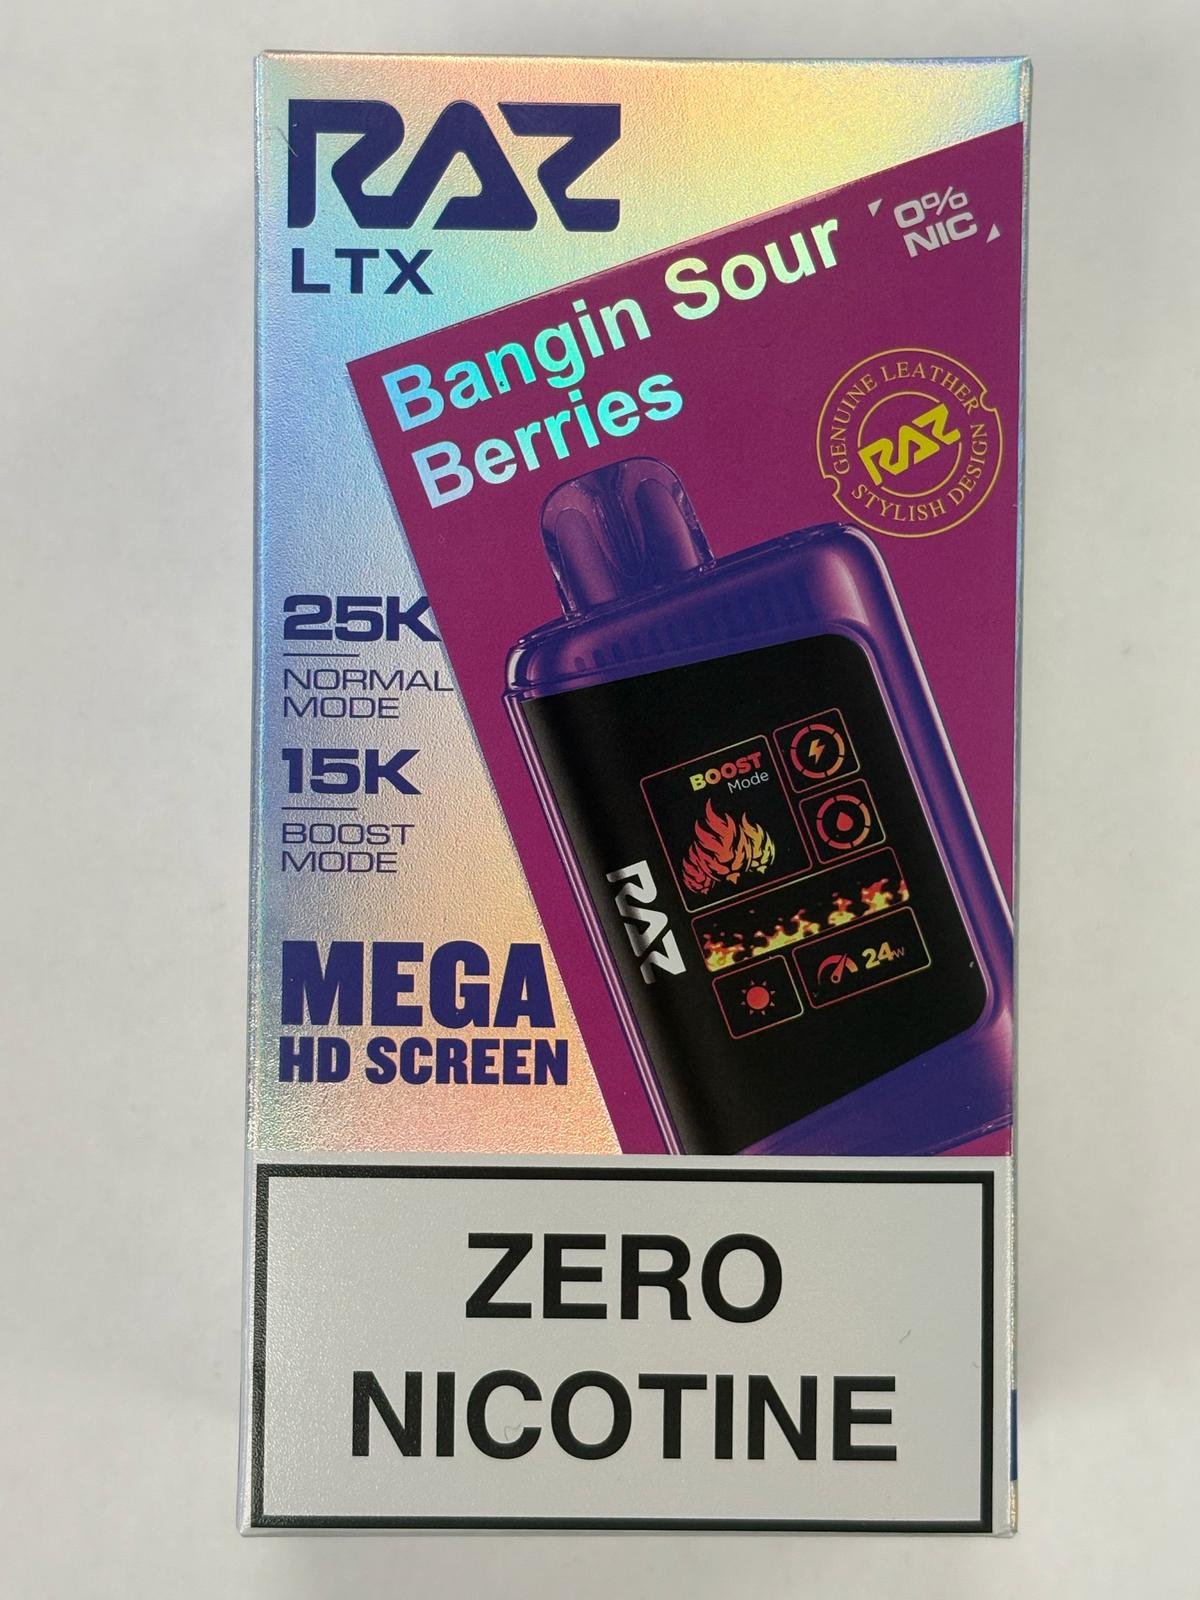 RAZ
LTX
0%
NIC
Bangin Sour
Berries
GENUINE LEATHER
RAZ
STYLISH DESIGN
25K
NORMAL
MODE
15K
BOOST
MODE
BOOST
Mode
RAZ
24W
MEGA
HD SCREEN
ZERO
NICOTINE